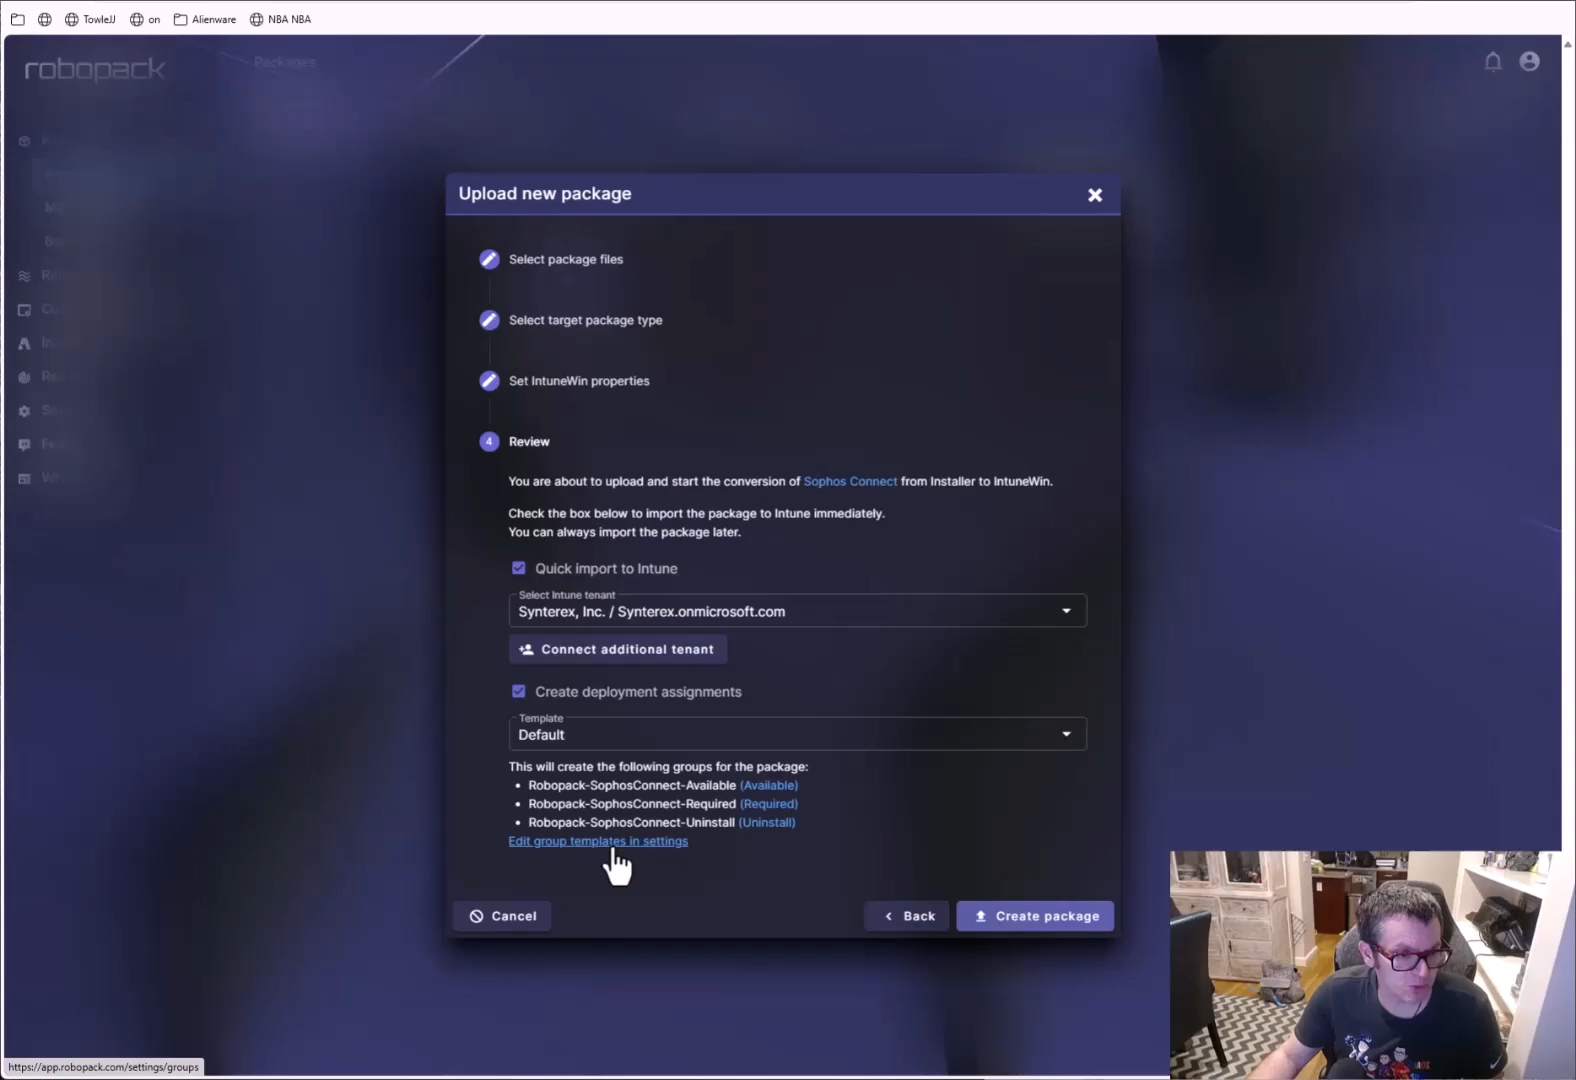 TowleJJ
on
Alienware
NBA NBA
robopack
Packages
Upload new package
Select package files
Select target package type
Set IntuneWin properties
4
Review
You are about to upload and start the conversion of Sophos Connect from Installer to IntuneWin.
Check the box below to import the package to Intune immediately.
You can always import the package later.
Quick import to Intune
Select Intune tenant
Synterex, Inc. / Synterex.onmicrosoft.com
Connect additional tenant
Create deployment assignments
Template
Default
This will create the following groups for the package:
• Robopack-SophosConnect-Available (Available)
• Robopack-SophosConnect-Required (Required)
• Robopack-SophosConnect-Uninstall (Uninstall)
Edit group templates in settings
Cancel
Back
Create package
https://app.robopack.com/settings/groups